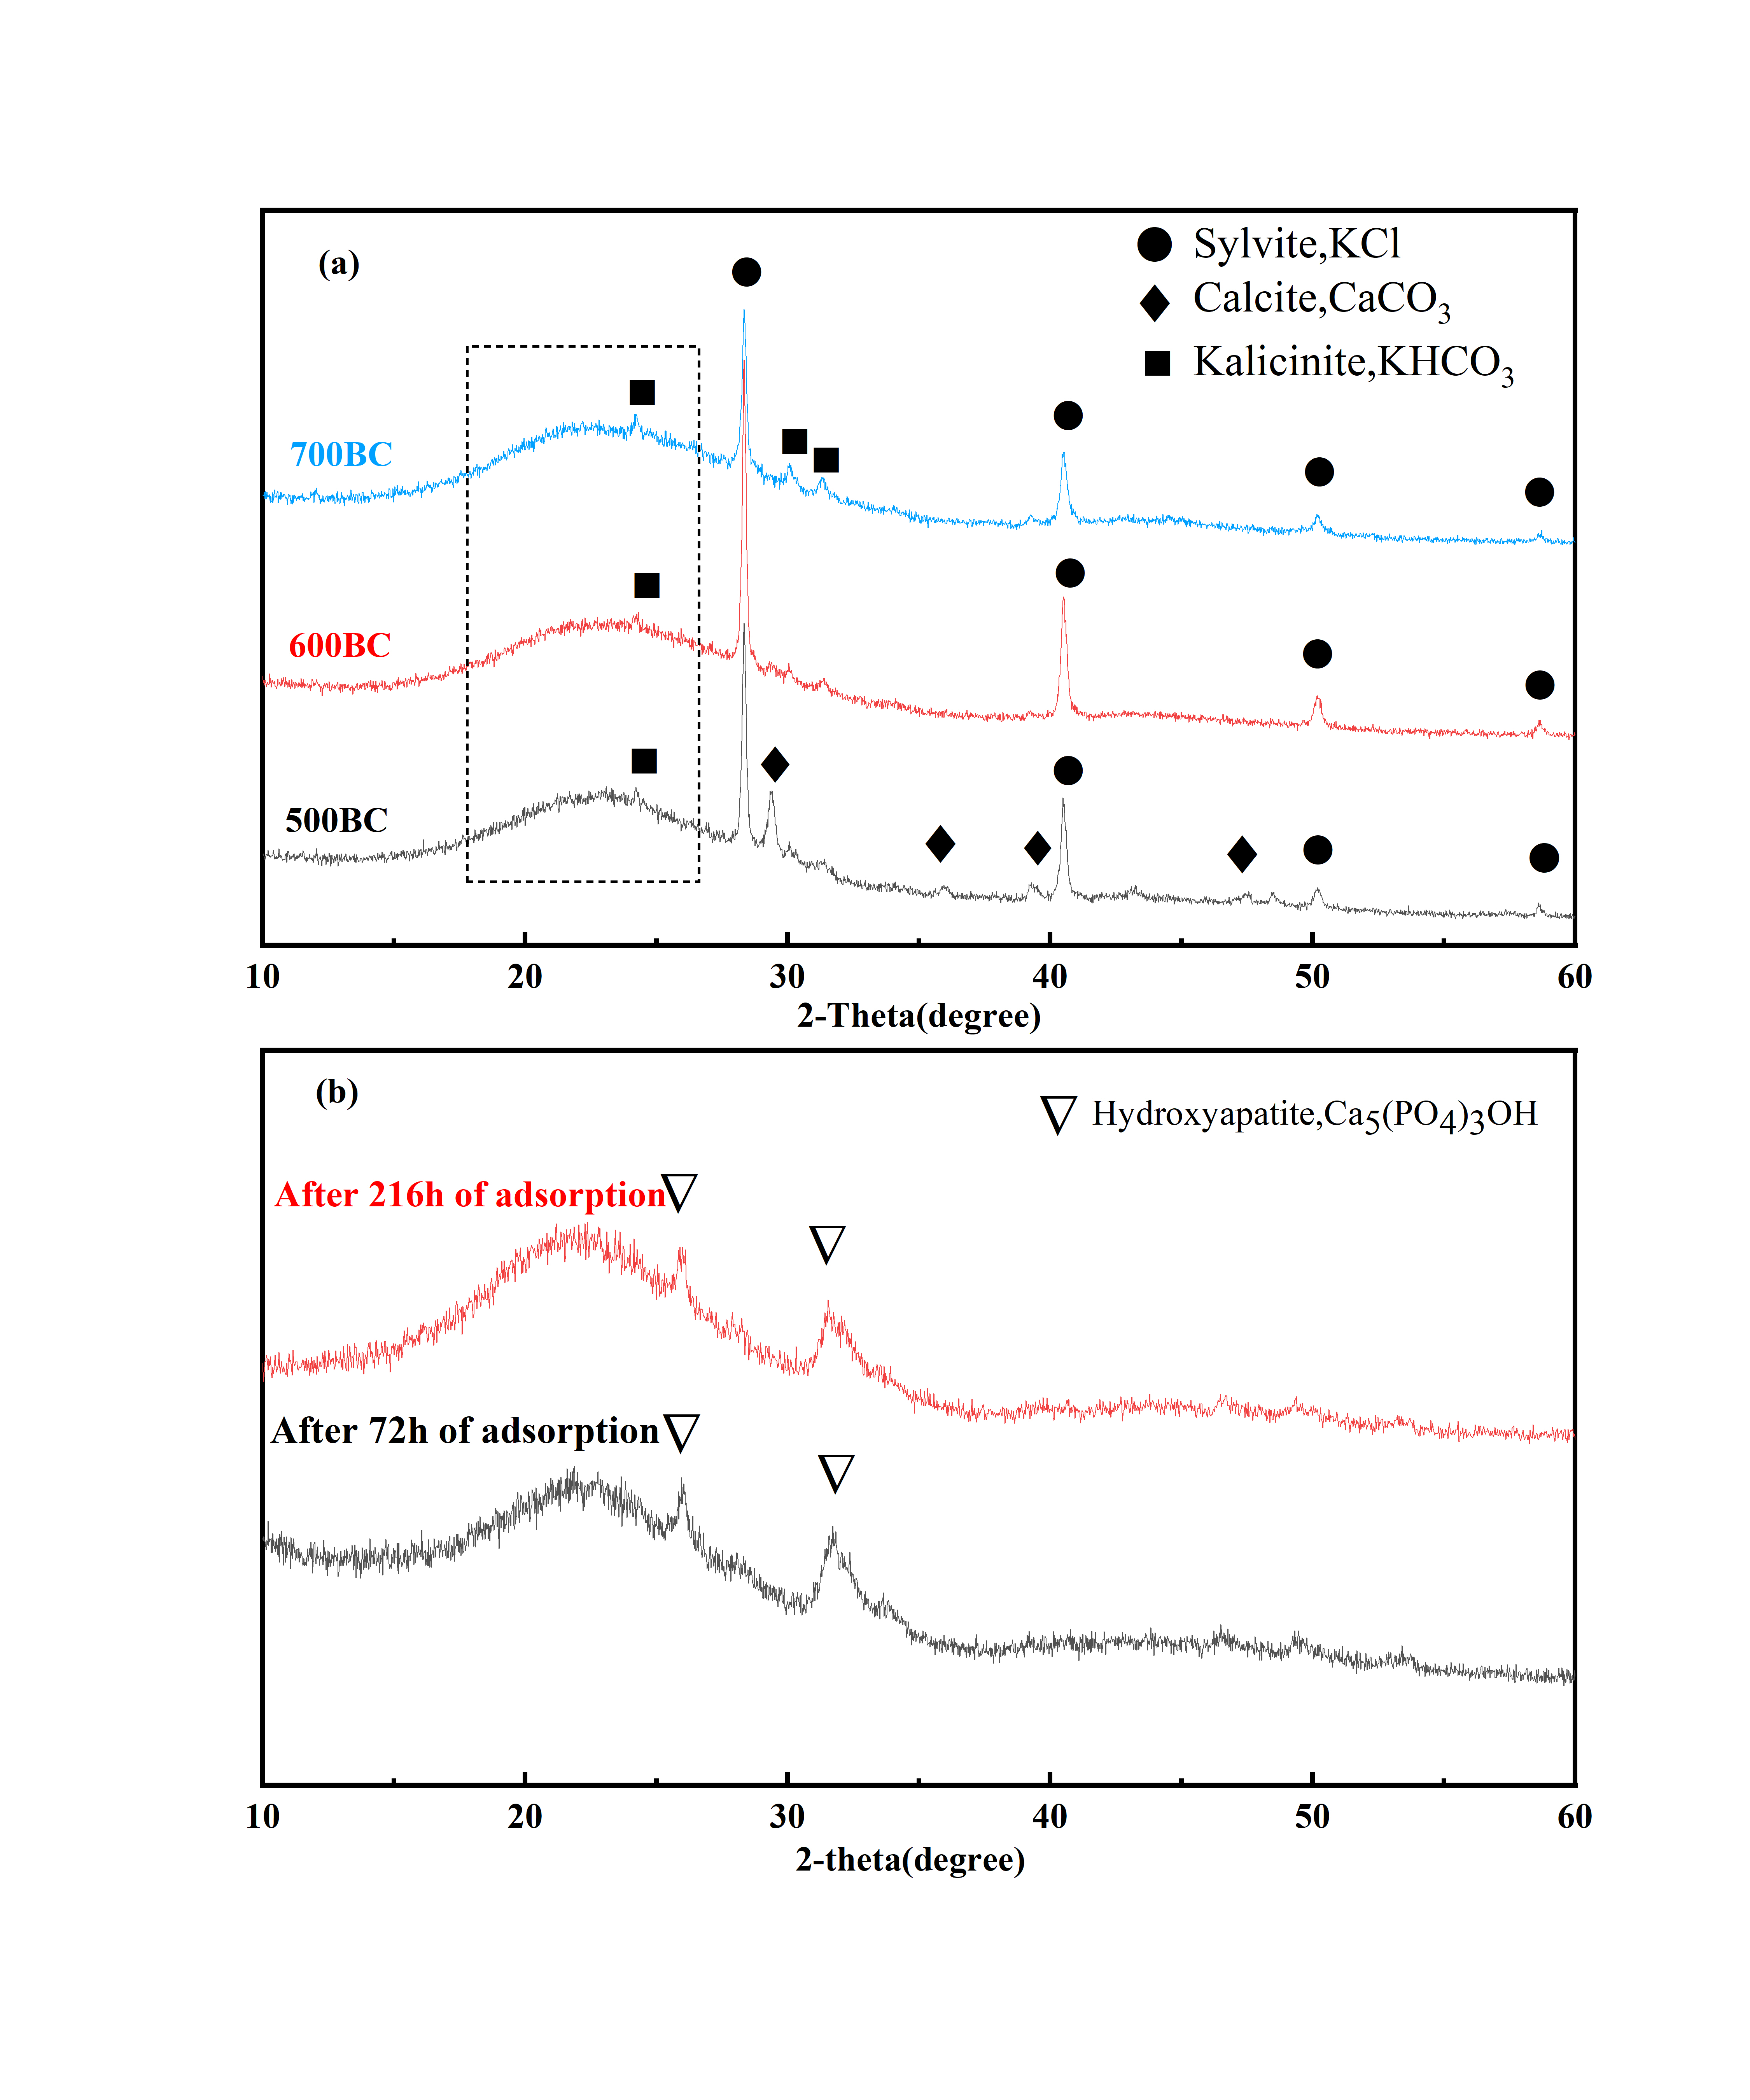 (a)
● Sylvite,KCl
◆ Calcite,CaCO₃
■ Kalicinite,KHCO₃
700BC
600BC
500BC
10 20 30 40 50 60
2-Theta(degree)
(b)
▽ Hydroxyapatite,Ca₅(PO₄)₃OH
After 216h of adsorption
After 72h of adsorption
10 20 30 40 50 60
2-theta(degree)